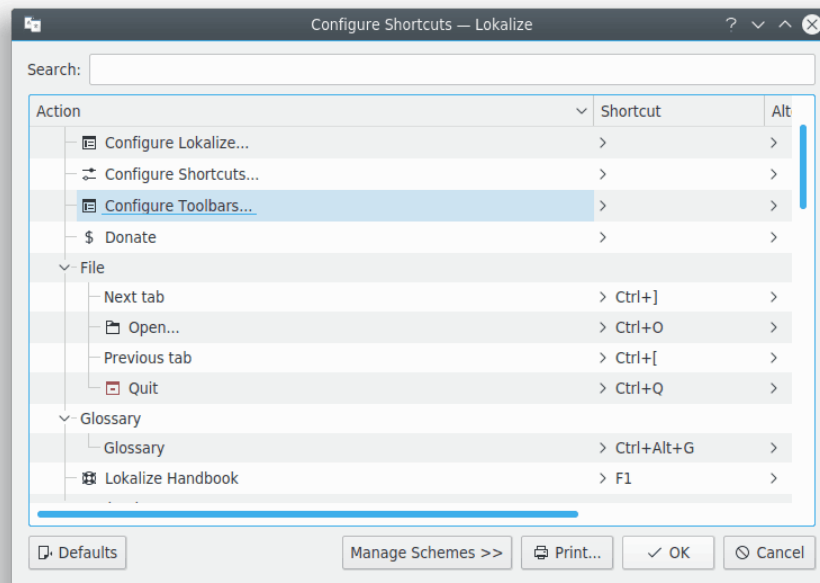 Configure Shortcuts — Lokalize
Search:
Action Shortcut Alt
Configure Lokalize...
Configure Shortcuts...
Configure Toolbars...
Donate
File
Next tab Ctrl+]
Open... Ctrl+O
Previous tab Ctrl+[
Quit Ctrl+Q
Glossary
Glossary Ctrl+Alt+G
Lokalize Handbook F1
Defaults Manage Schemes >> Print... OK Cancel